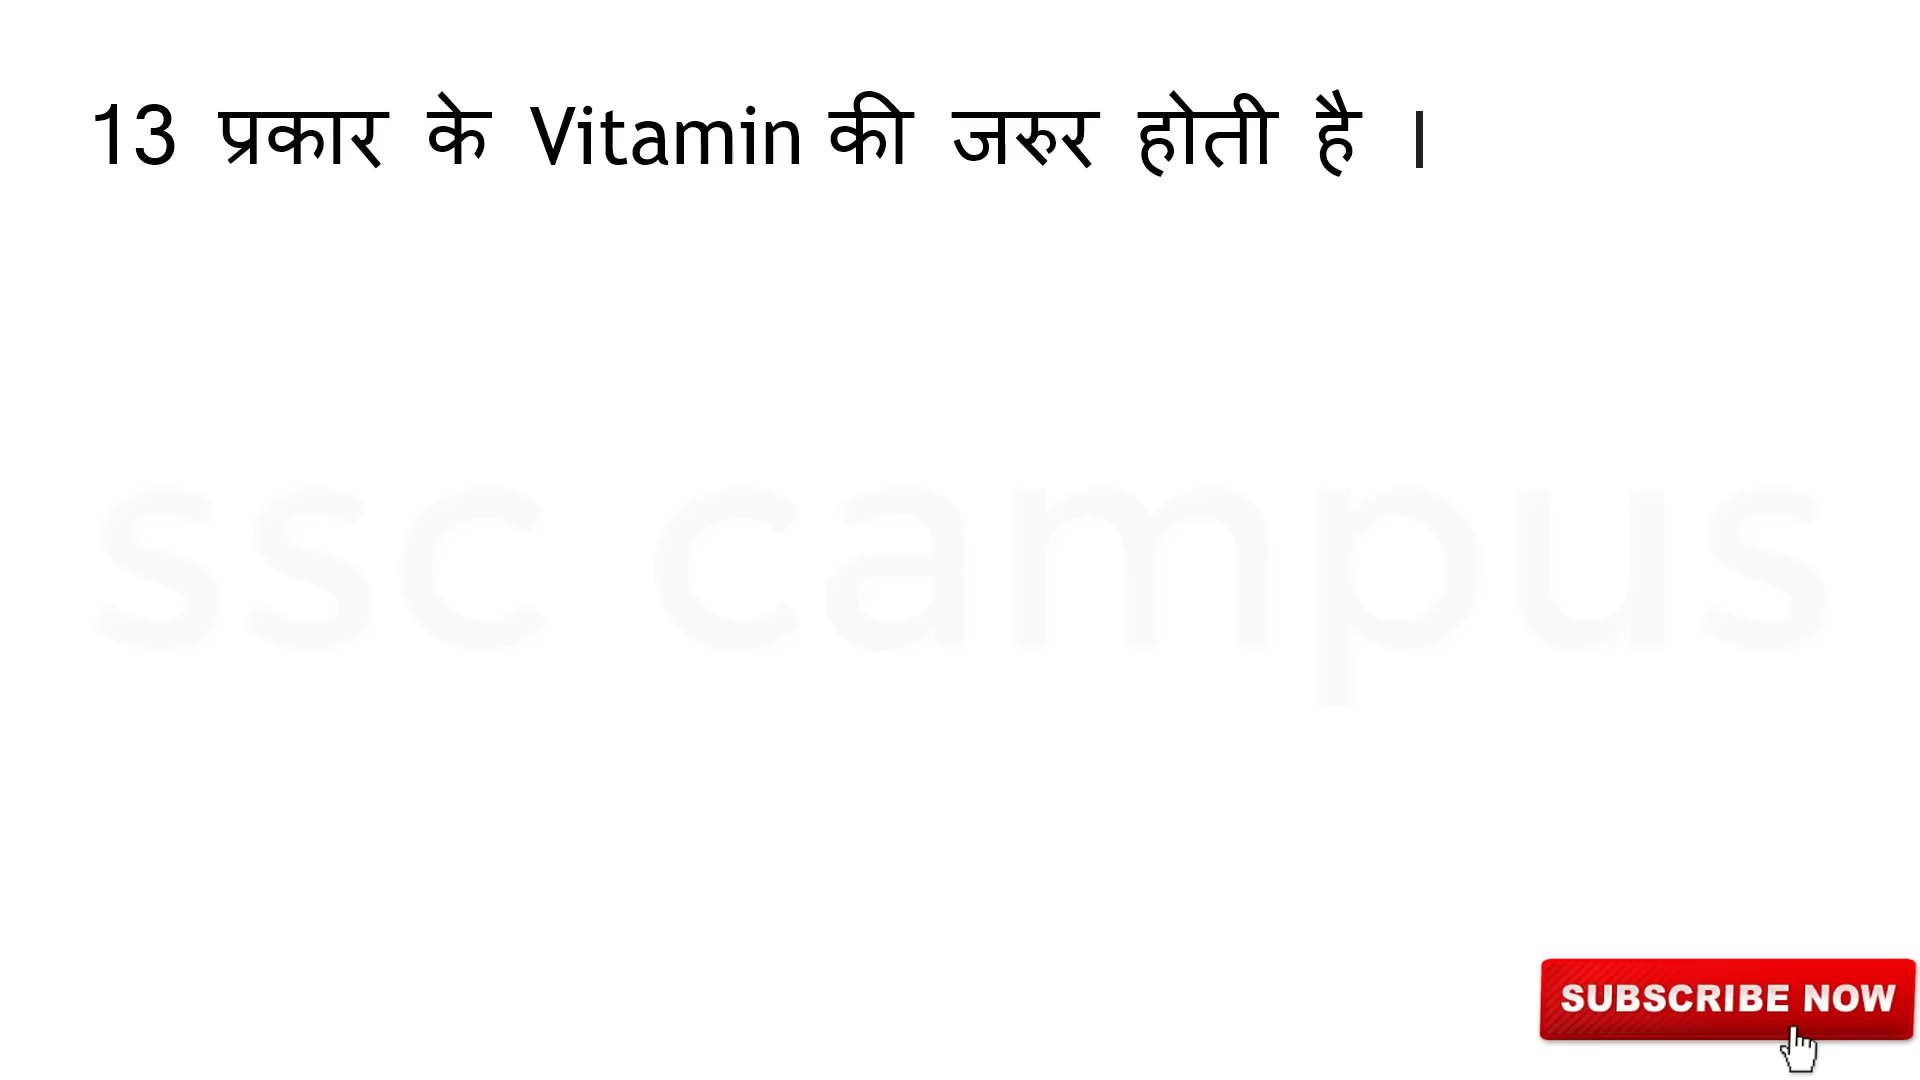 13 प्रकार के Vitamin की जरुर होती है ।
ssc campus
SUBSCRIBE NOW